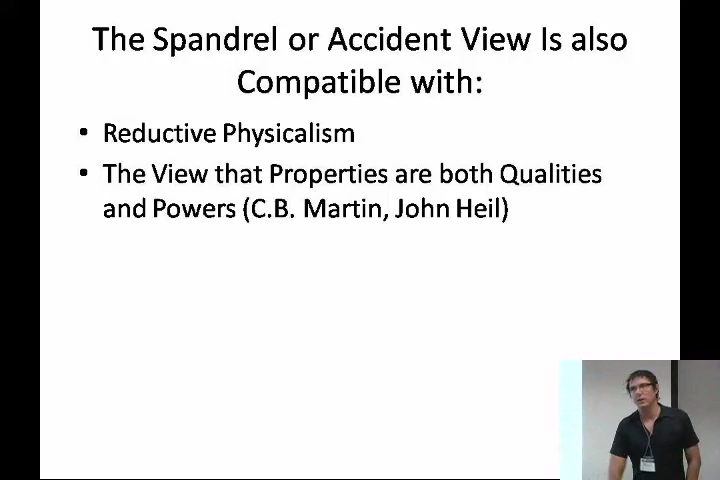 The Spandrel or Accident View Is also
Compatible with:
• Reductive Physicalism
• The View that Properties are both Qualities
and Powers (C.B. Martin, John Heil)